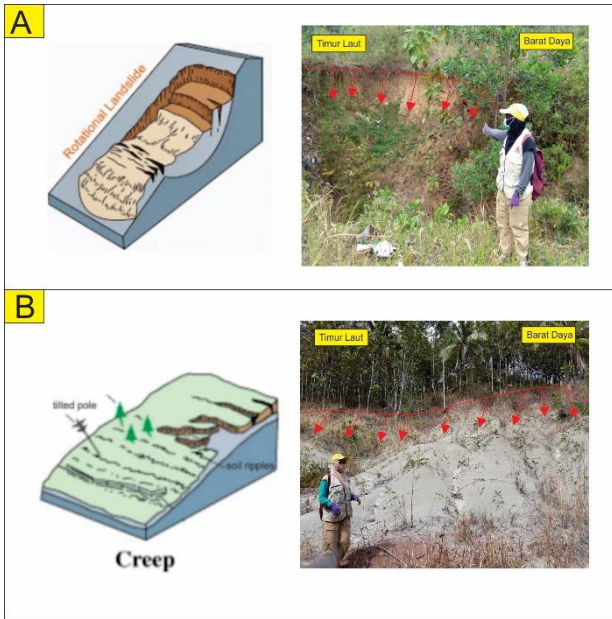 A
Rotational Landslide
Timur Laut
Barat Daya
B
tilted pole
soil ripples
Creep
Timur Laut
Barat Daya